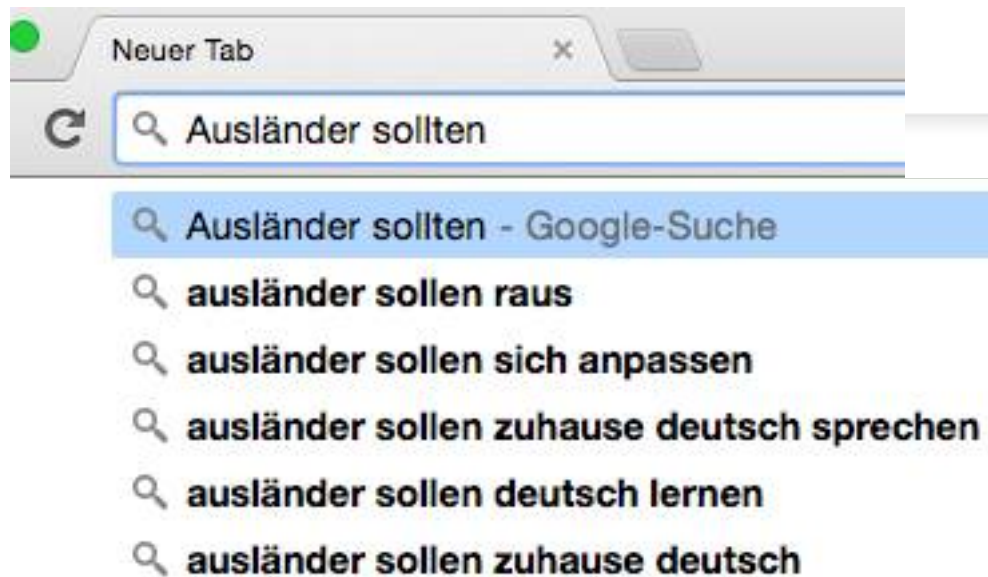 Neuer Tab
Ausländer sollten
Ausländer sollten - Google-Suche
ausländer sollen raus
ausländer sollen sich anpassen
ausländer sollen zuhause deutsch sprechen
ausländer sollen deutsch lernen
ausländer sollen zuhause deutsch